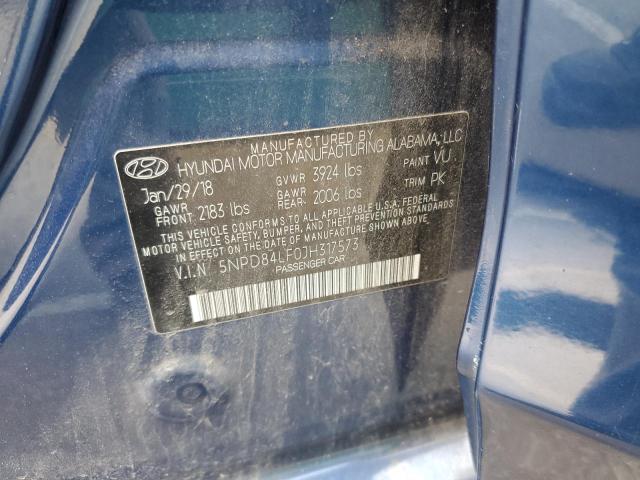 MANUFACTURED BY
HYUNDAI MOTOR MANUFACTURING ALABAMA, LLC
Jan/29/18 GVWR 3924 lbs PAINT VU
GAWR FRONT: 2183 lbs GAWR REAR: 2006 lbs TRIM PK
THIS VEHICLE CONFORMS TO ALL APPLICABLE U.S.A. FEDERAL
MOTOR VEHICLE SAFETY, BUMPER, AND THEFT PREVENTION STANDARDS
IN EFFECT ON THE DATE OF MANUFACTURE SHOWN ABOVE.
V.I.N 5NPD84LF0JH317573
PASSENGER CAR